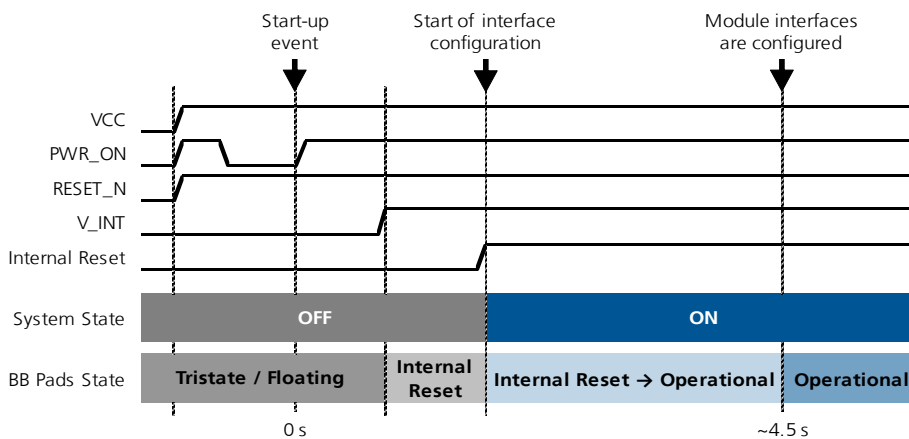 Start-up
event
Start of interface
configuration
Module interfaces
are configured
VCC
PWR_ON
RESET_N
V_INT
Internal Reset
System State
OFF
ON
BB Pads State
Tristate / Floating
Internal
Reset
Internal Reset → Operational
Operational
0 s
~4.5 s